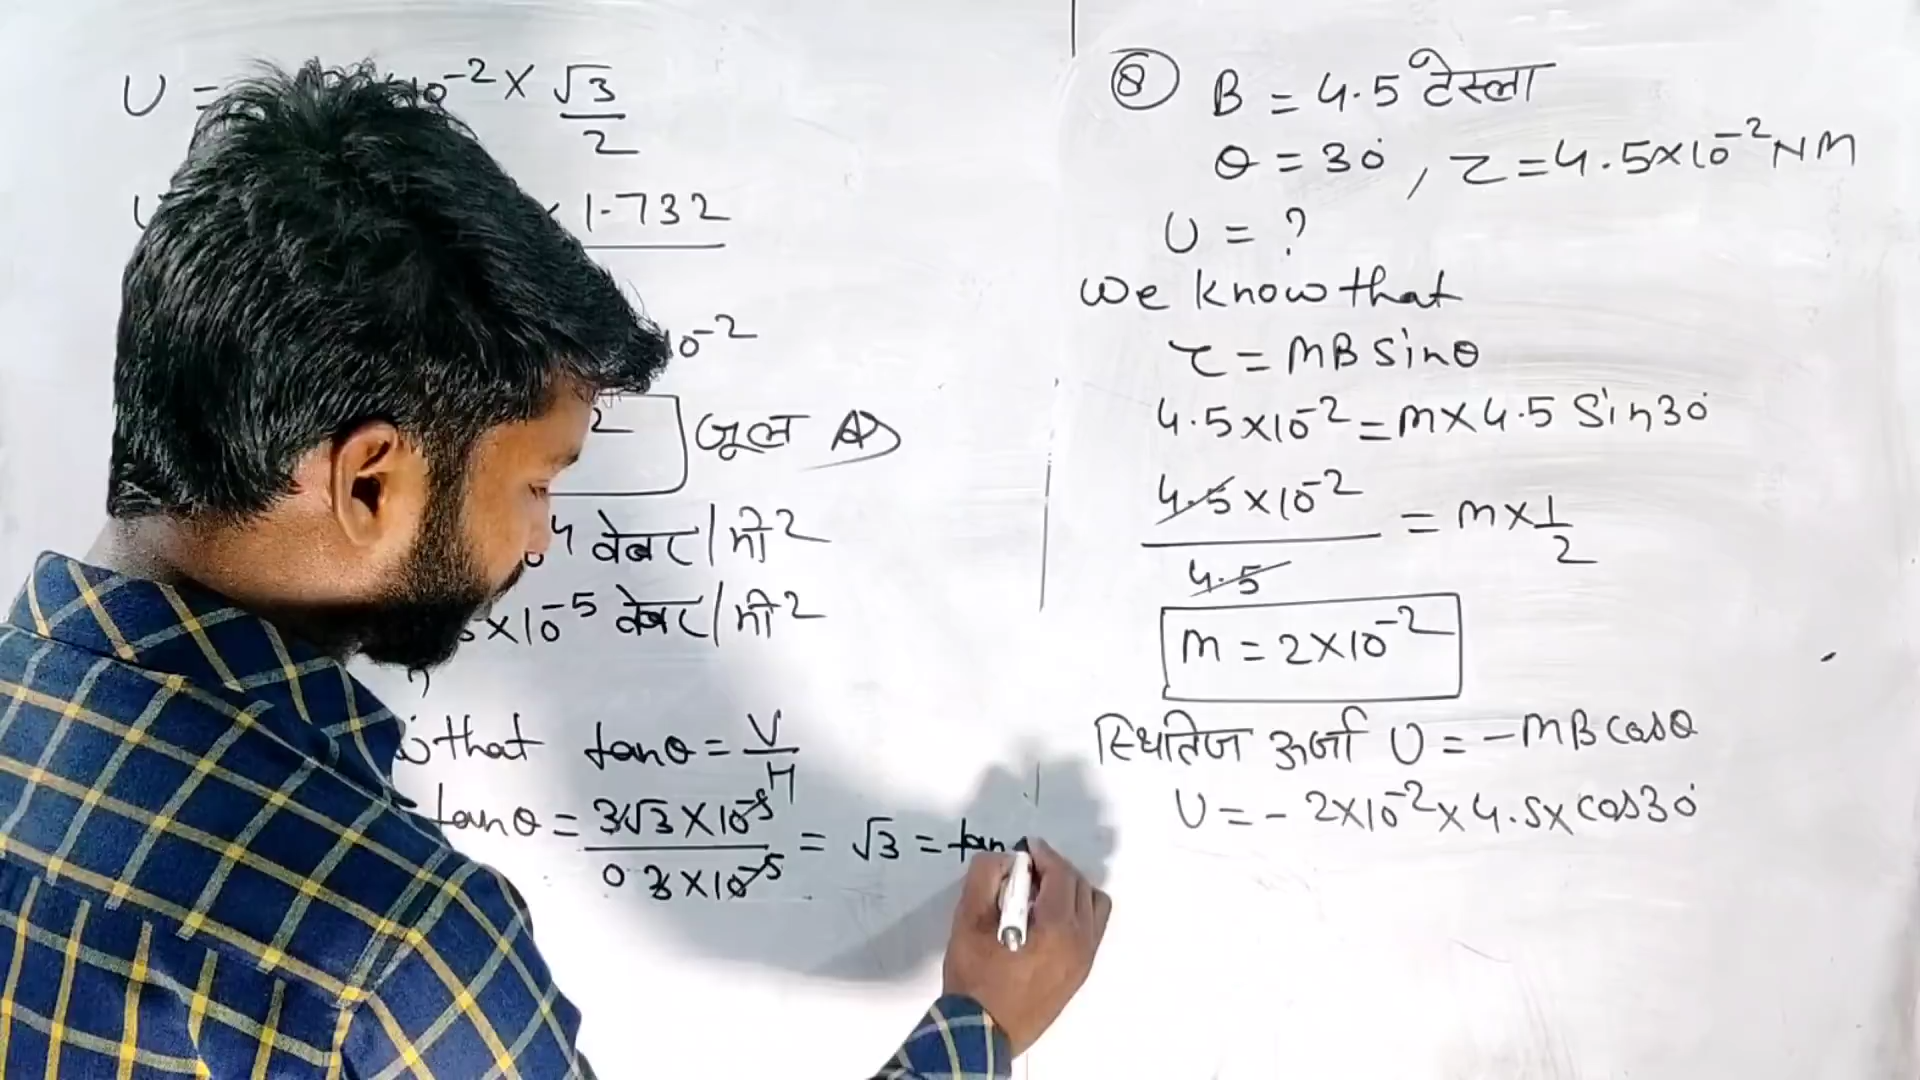 U = 10⁻² × √3/2
× 1.732
10⁻²
2 जूल A
4 वेबर/मी²
×10⁻⁵ वेबर/मी²
?
that tanθ = V/H
tanθ = 3√3×10⁻⁵/0 3×10⁻⁵ = √3 = tan
⑧ B = 4.5 टेस्ला
θ = 30°, τ = 4.5×10⁻² NM
U = ?
We know that
τ = MB sinθ
4.5×10⁻² = M×4.5 Sin30°
4.5×10⁻²/4.5 = M×1/2
M = 2×10⁻²
स्थितिज ऊर्जा U = -MB cosθ
U = - 2×10⁻²×4.5× cos30°